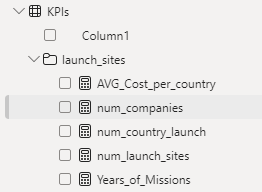 KPIs
Column1
launch_sites
AVG_Cost_per_country
num_companies
num_country_launch
num_launch_sites
Years_of_Missions